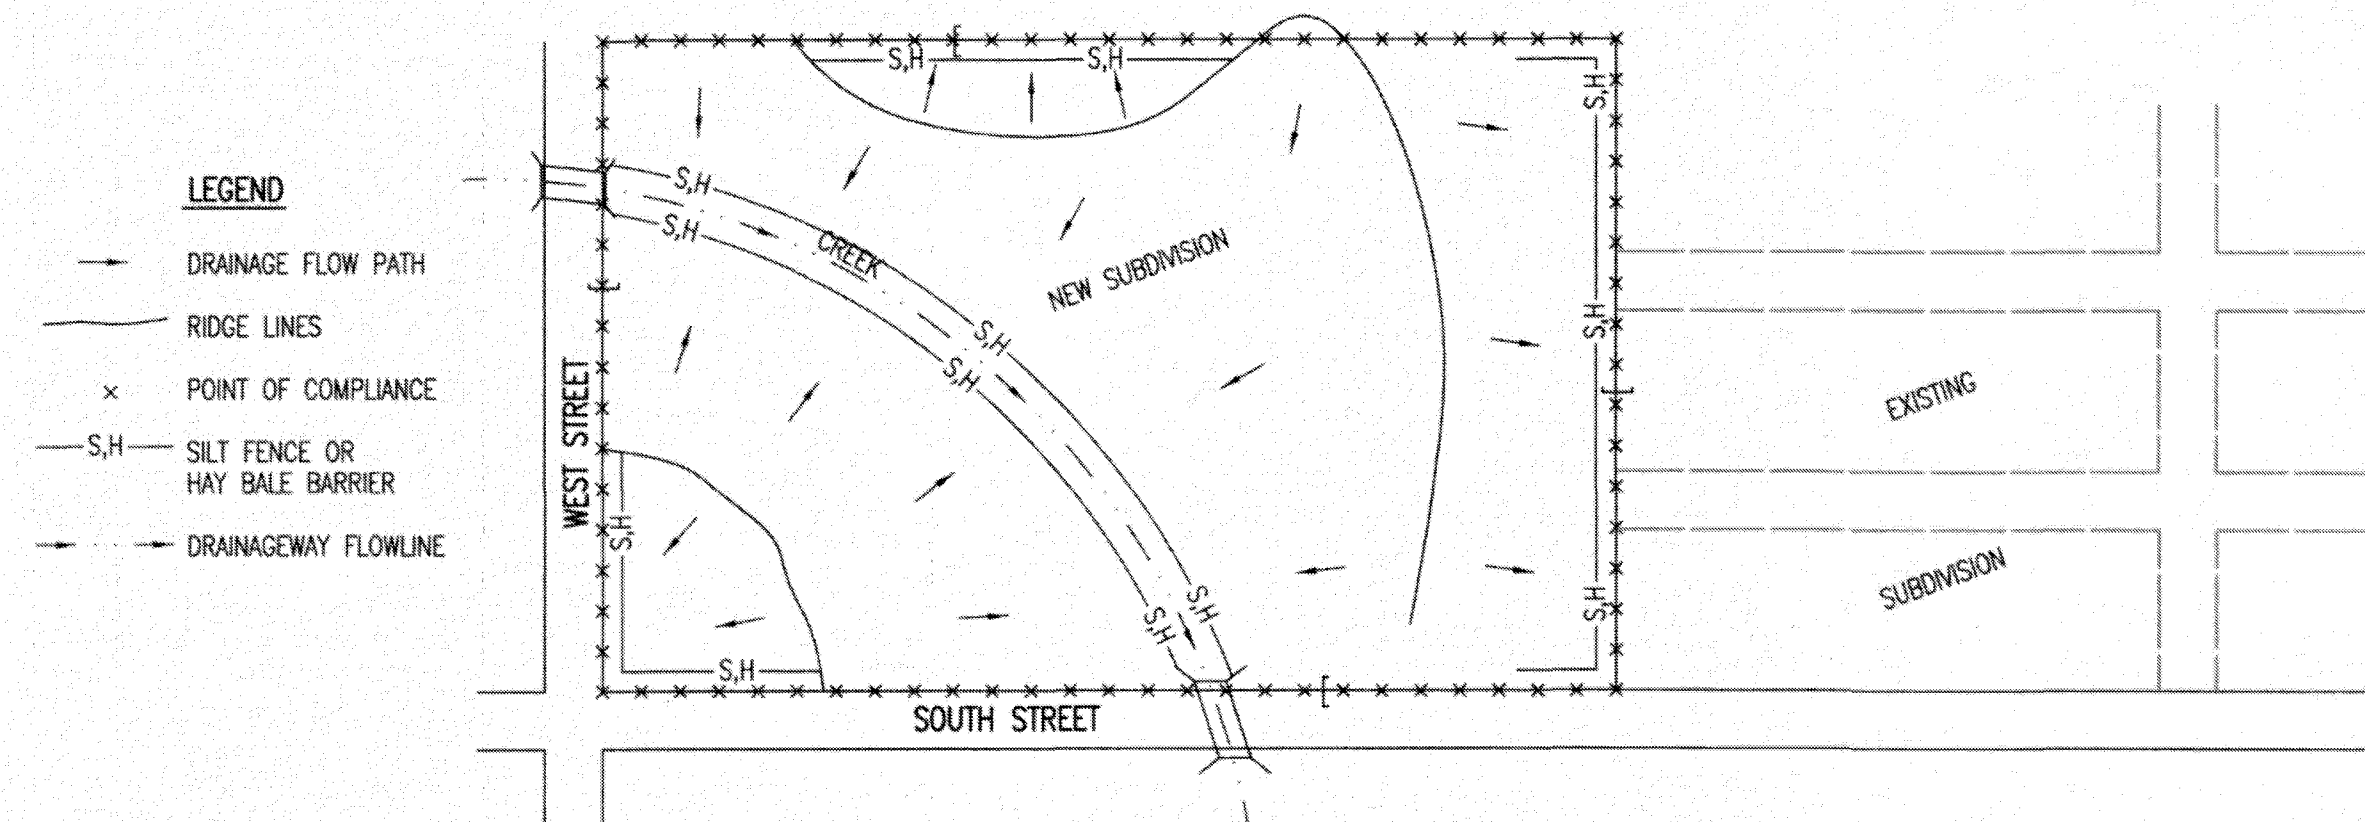 LEGEND
DRAINAGE FLOW PATH
RIDGE LINES
POINT OF COMPLIANCE
S,H
SILT FENCE OR
HAY BALE BARRIER
DRAINAGEWAY FLOWLINE
S,H
S,H
S,H
S,H
S,H
CREEK
NEW SUBDIVISION
S,H
S,H
S,H
WEST STREET
EXISTING
S,H
SUBDIVISION
S,H
S,H
S,H
S,H
SOUTH STREET